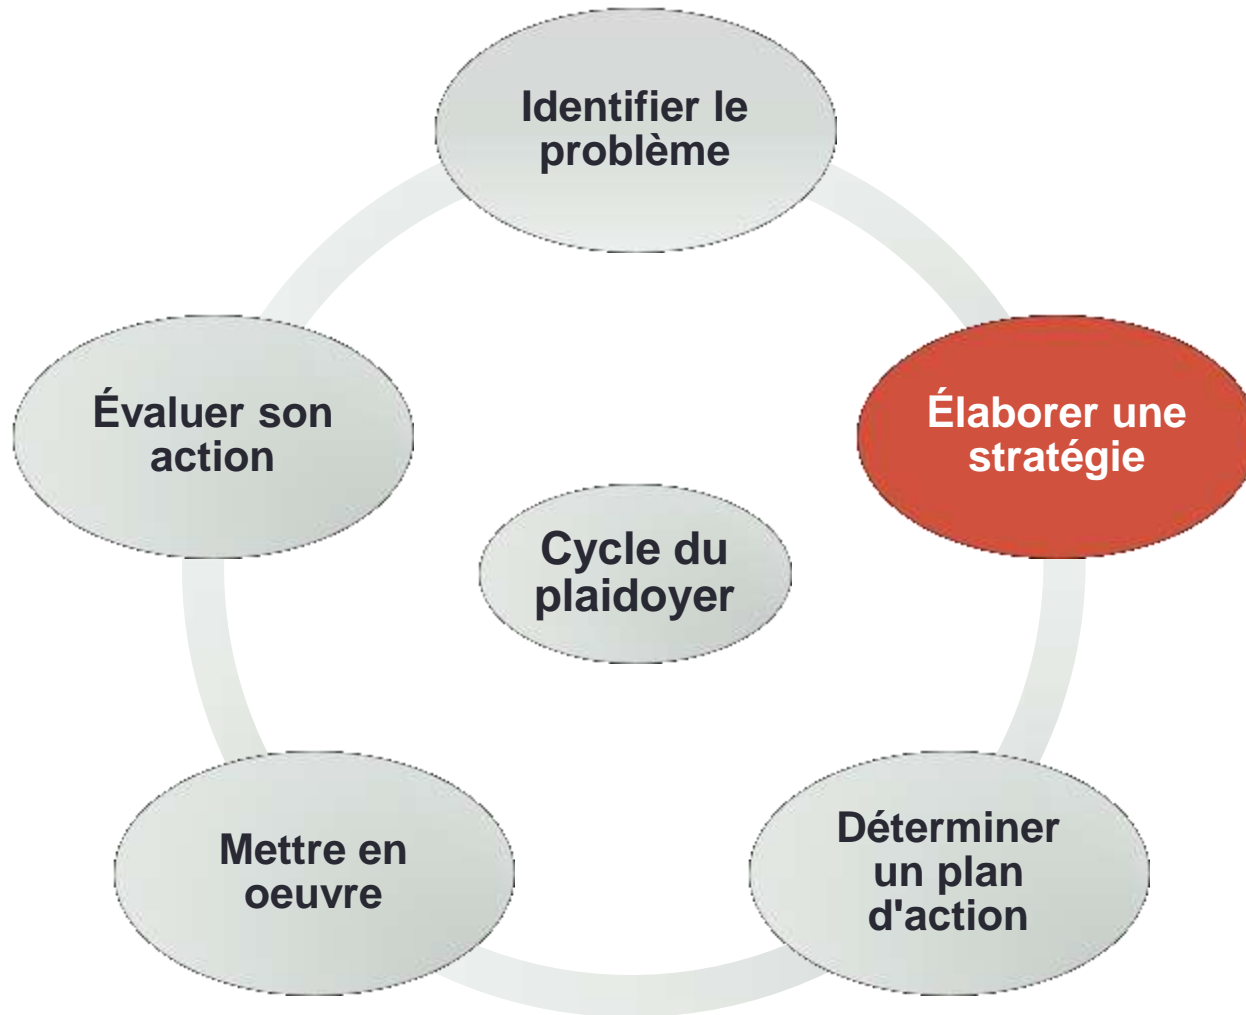 Identifier le
problème
Élaborer une
stratégie
Déterminer
un plan
d'action
Mettre en
oeuvre
Évaluer son
action
Cycle du
plaidoyer